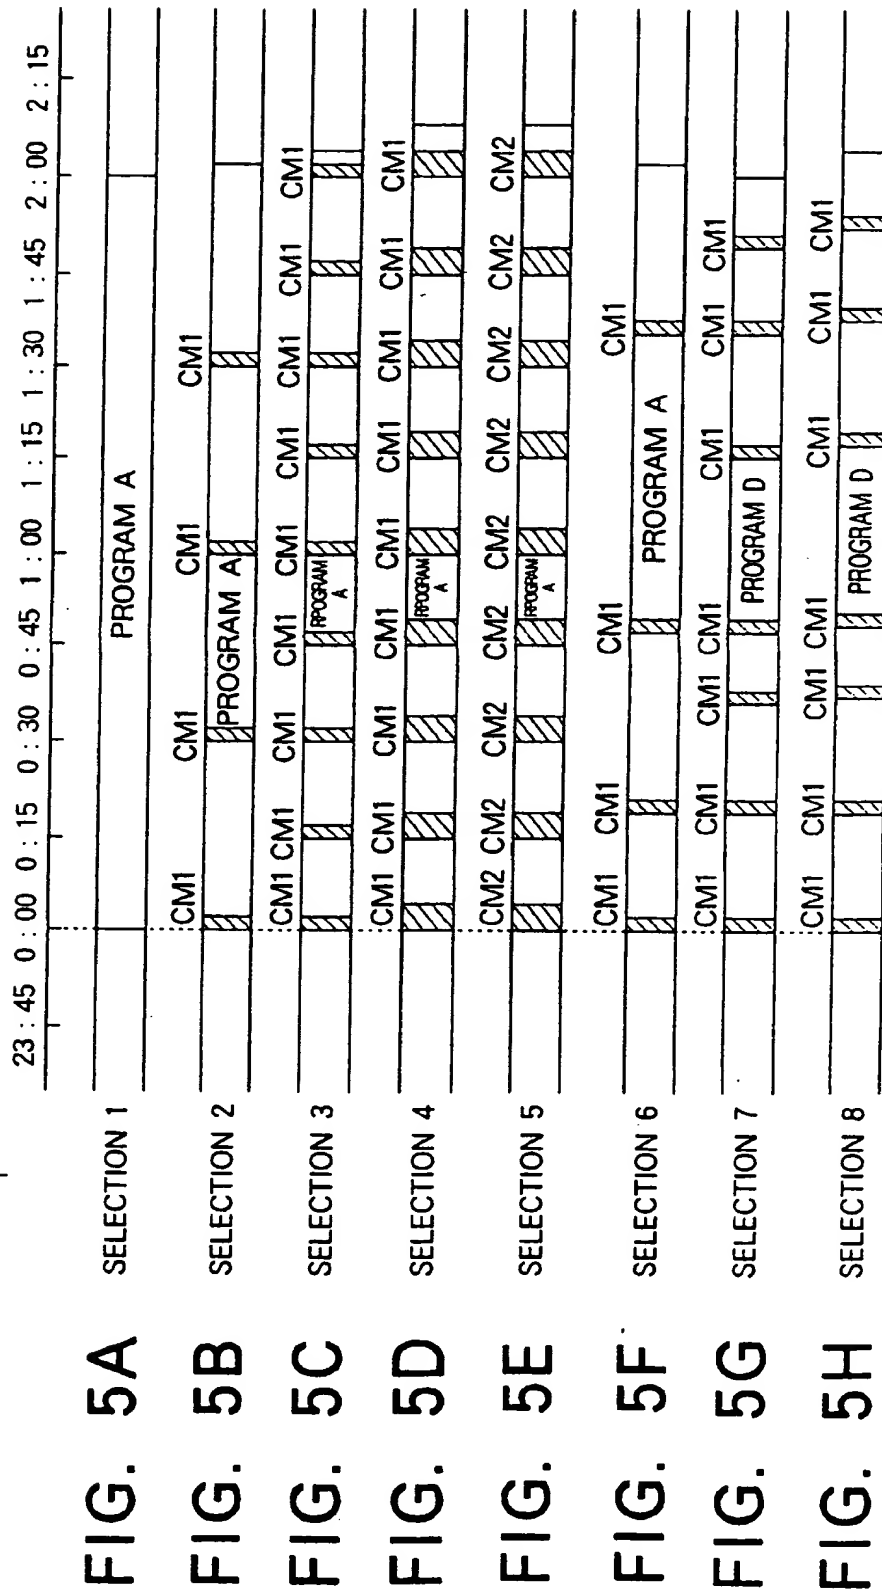 23:45 0:00 0:15 0:30 0:45 1:00 1:15 1:30 1:45 2:00 2:15
FIG. 5A SELECTION 1
PROGRAM A
FIG. 5B SELECTION 2
CM1 CM1 CM1 CM1
PROGRAM A
FIG. 5C SELECTION 3
CM1 CM1 CM1 CM1 CM1 CM1 CM1 CM1 CM1
RPOGRAM
A
FIG. 5D SELECTION 4
CM1 CM1 CM1 CM1 CM1 CM1 CM1 CM1 CM1
RPOGRAM
A
FIG. 5E SELECTION 5
CM2 CM2 CM2 CM2 CM2 CM2 CM2 CM2 CM2
RPOGRAM
A
FIG. 5F SELECTION 6
CM1 CM1 CM1 CM1
PROGRAM A
FIG. 5G SELECTION 7
CM1 CM1 CM1 CM1 CM1 CM1 CM1
PROGRAM D
FIG. 5H SELECTION 8
CM1 CM1 CM1 CM1 CM1 CM1 CM1
PROGRAM D